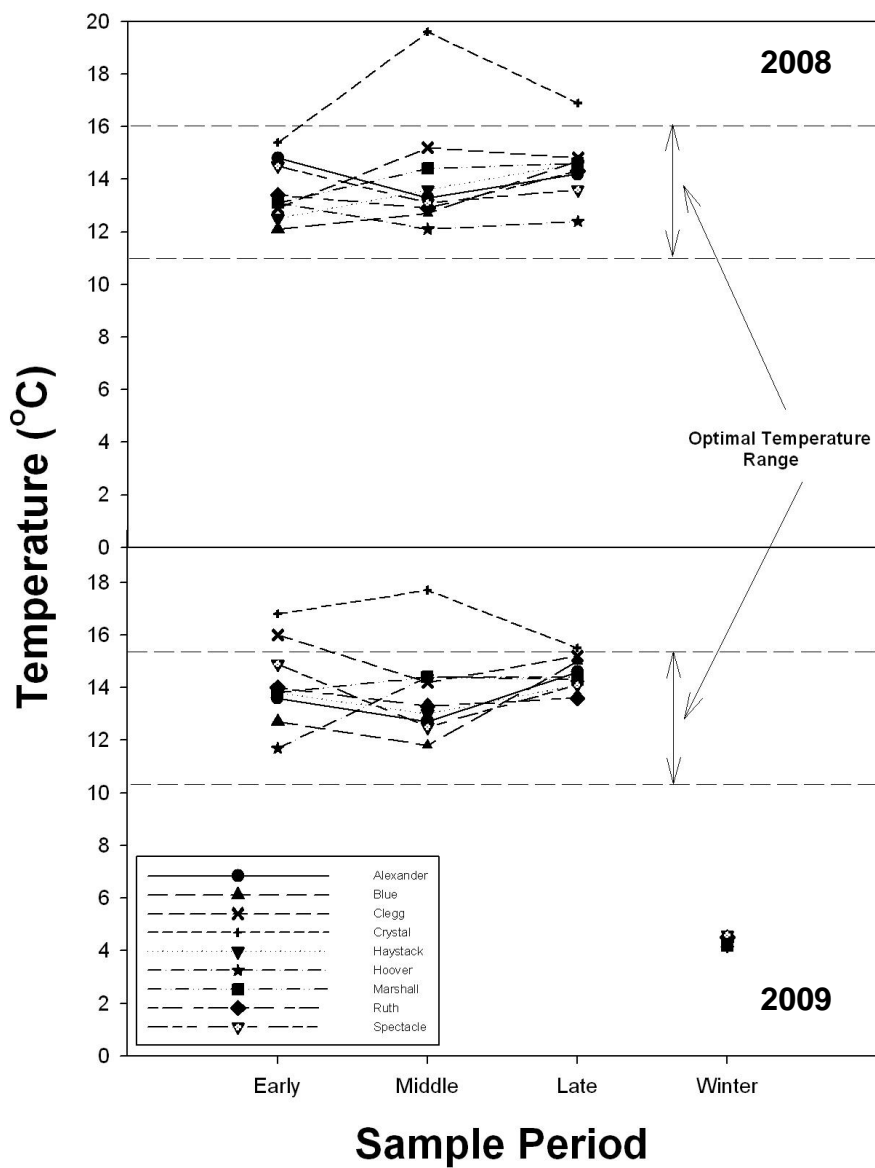 20
2008
18
16
14
12
10
8
6
4
2
0
Temperature (°C)
Optimal Temperature
Range
18
16
14
12
10
8
6
4
2
0
Alexander
Blue
Clegg
Crystal
Haystack
Hoover
Marshall
Ruth
Spectacle
2009
Early Middle Late Winter
Sample Period